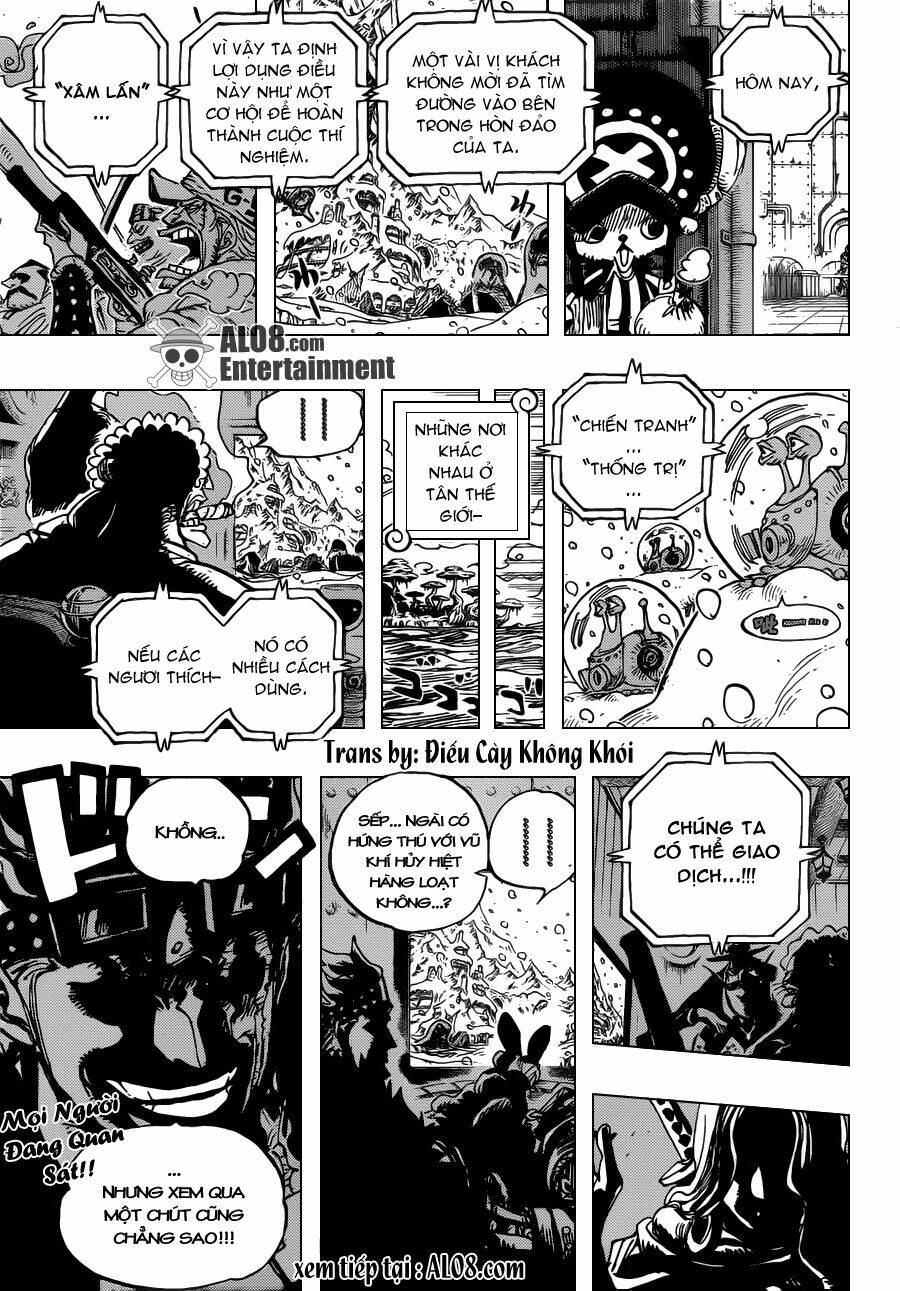 HÔM NAY,
MỘT VÀI VỊ KHÁCH
KHÔNG MỜI ĐÃ TÌM
ĐƯỜNG VÀO BÊN
TRONG HÒN ĐẢO
CỦA TA.
VÌ VẬY TA ĐỊNH
LỢI DỤNG ĐIỀU
NÀY NHƯ MỘT
CƠ HỘI ĐỂ HOÀN
THÀNH CUỘC THÍ
NGHIỆM.
“XÂM LẤN”
...
AL08.com
Entertainment
“CHIẾN TRANH”
...
“THỐNG TRỊ”
...
NHỮNG NƠI
KHÁC
NHAU Ở
TÂN THẾ
GIỚI-
NÓ CÓ
NHIỀU CÁCH
DÙNG.
NẾU CÁC
NGƯƠI THÍCH-
Trans by: Điếu Cày Không Khói
CHÚNG TA
CÓ THỂ GIAO
DỊCH...!!!
SẾP... NGÀI CÓ
HỨNG THÚ VỚI VŨ
KHÍ HỦY HIỆT
HÀNG LOẠT
KHÔNG...?
KHỒNG..
ドド
...
NHƯNG XEM QUA
MỘT CHÚT CŨNG
CHẲNG SAO!!!
MỌI NGƯỜI
ĐANG QUAN
SÁT!!
xem tiếp tại : AL08.com